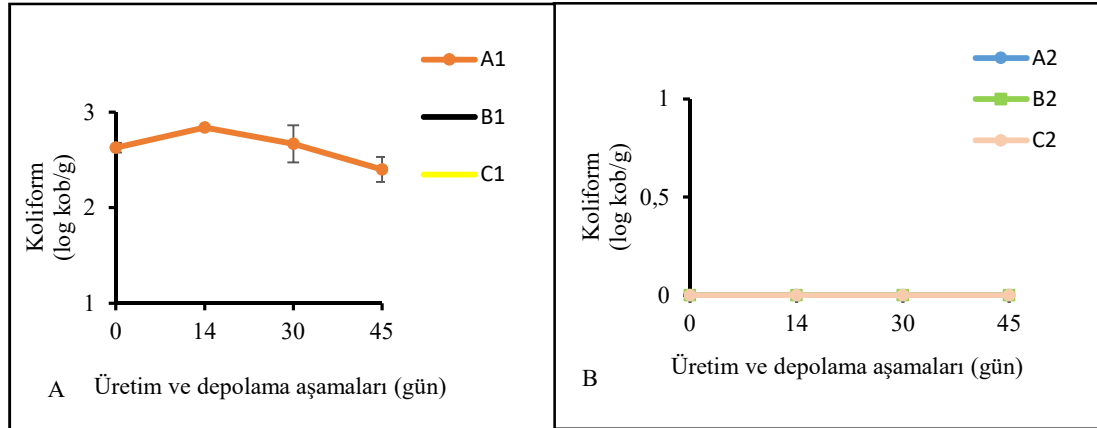 A1
B1
C1
Koliform
(log kob/g)
3
2
1
0 14 30 45
Üretim ve depolama aşamaları (gün)
A
A2
B2
C2
Koliform
(log kob/g)
1
0,5
0
0 14 30 45
Üretim ve depolama aşamaları (gün)
B